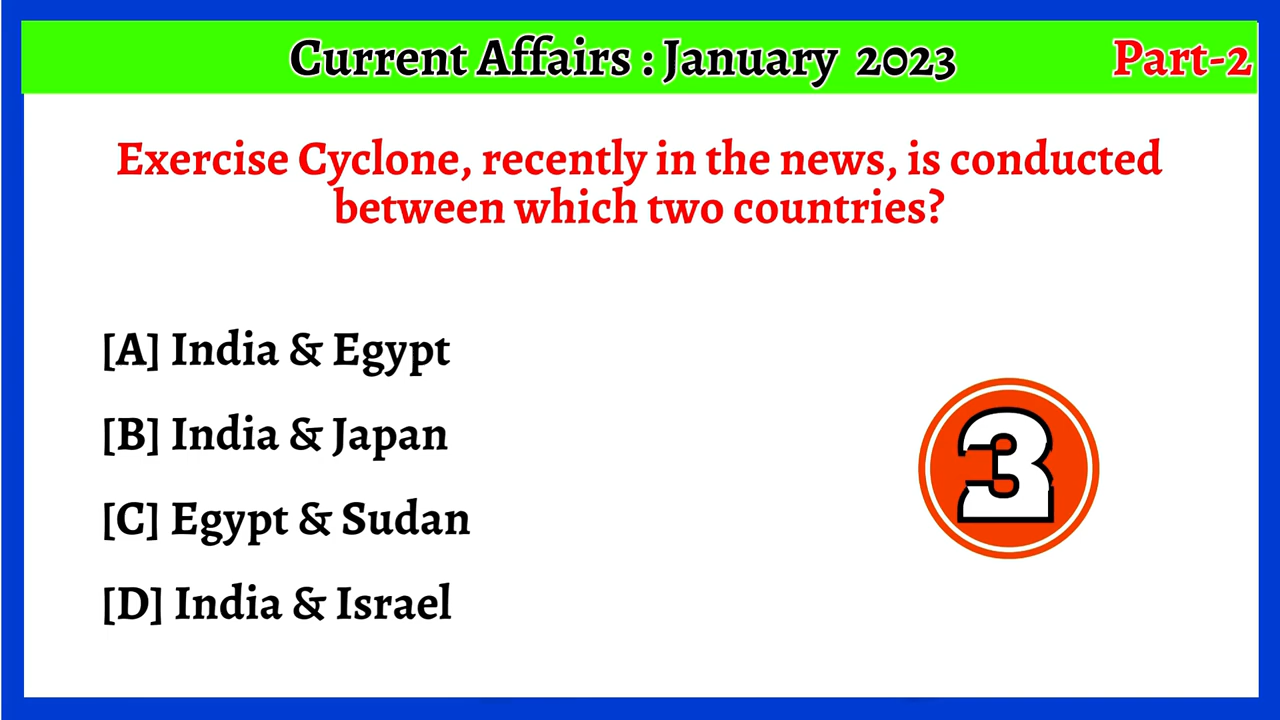 Current Affairs : January 2023 Part-2
Exercise Cyclone, recently in the news, is conducted
between which two countries?
[A] India & Egypt
[B] India & Japan
[C] Egypt & Sudan
[D] India & Israel
3